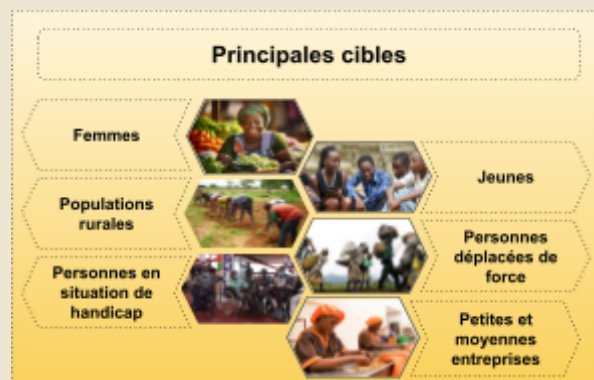 Principales cibles
Femmes
Jeunes
Populations
rurales
Personnes
déplacées de
force
Personnes en
situation de
handicap
Petites et
moyennes
entreprises